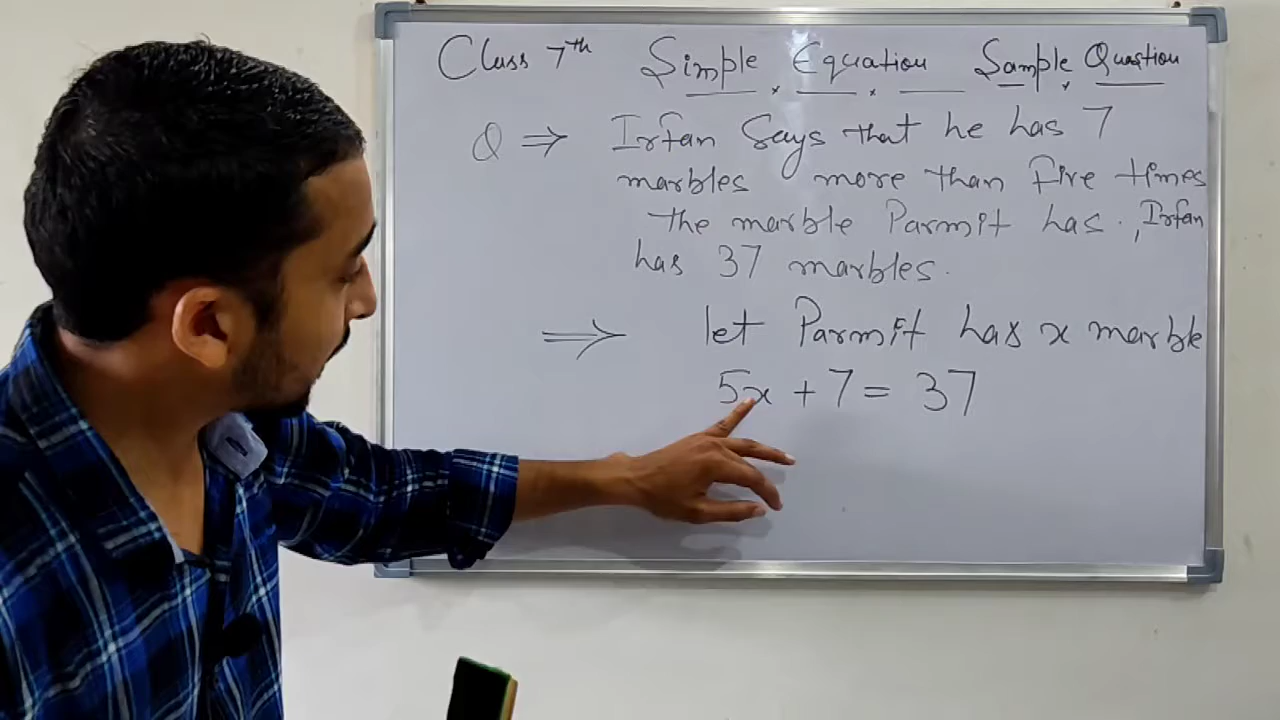 Class 7th Simple Equation Sample Question
Q ⇒ Irfan Says that he has 7
marbles more than five times
the marble Parmit has., Irfan
has 37 marbles.
⇒ let Parmit has x marble
5x + 7 = 37